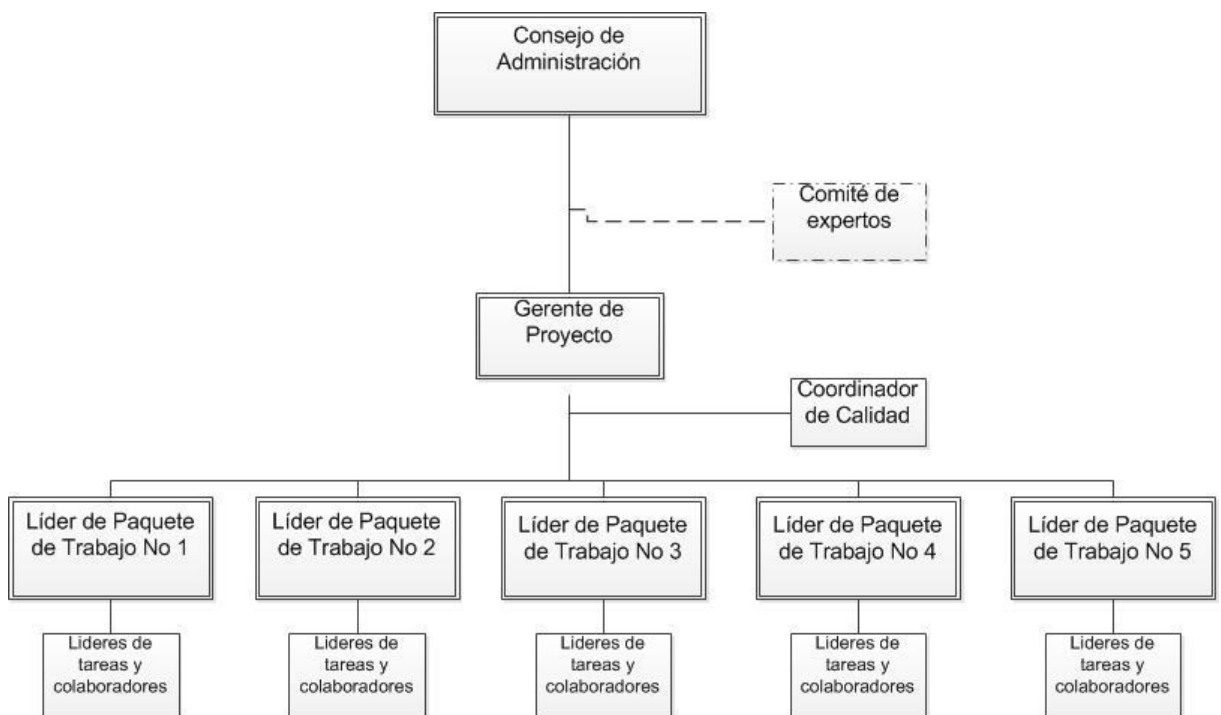 Consejo de
Administración
Comité de
expertos
Gerente de
Proyecto
Coordinador
de Calidad
Líder de Paquete
de Trabajo No 1
Líder de Paquete
de Trabajo No 2
Líder de Paquete
de Trabajo No 3
Líder de Paquete
de Trabajo No 4
Líder de Paquete
de Trabajo No 5
Lideres de
tareas y
colaboradores
Lideres de
tareas y
colaboradores
Lideres de
tareas y
colaboradores
Lideres de
tareas y
colaboradores
Lideres de
tareas y
colaboradores